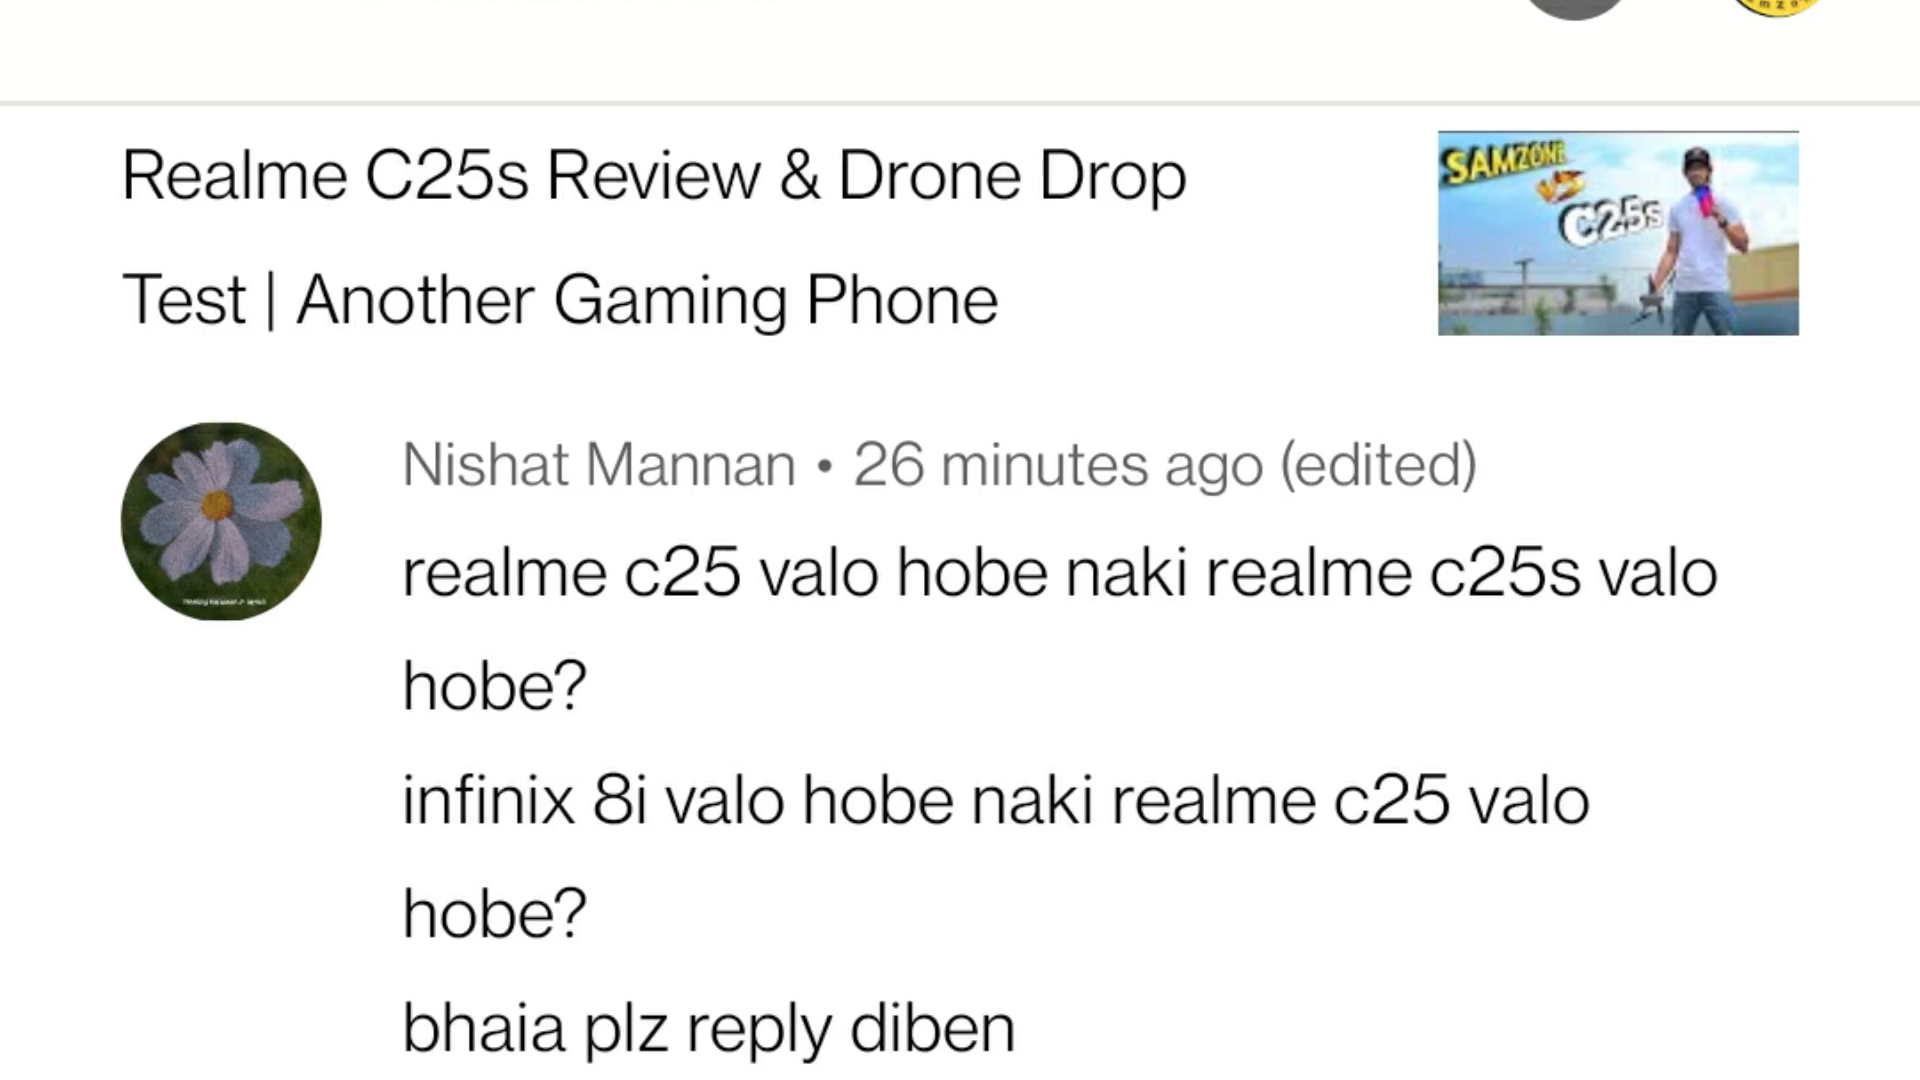 Realme C25s Review & Drone Drop
Test | Another Gaming Phone
SAMZONE
VS
C25s
Nishat Mannan • 26 minutes ago (edited)
realme c25 valo hobe naki realme c25s valo
hobe?
infinix 8i valo hobe naki realme c25 valo
hobe?
bhaia plz reply diben